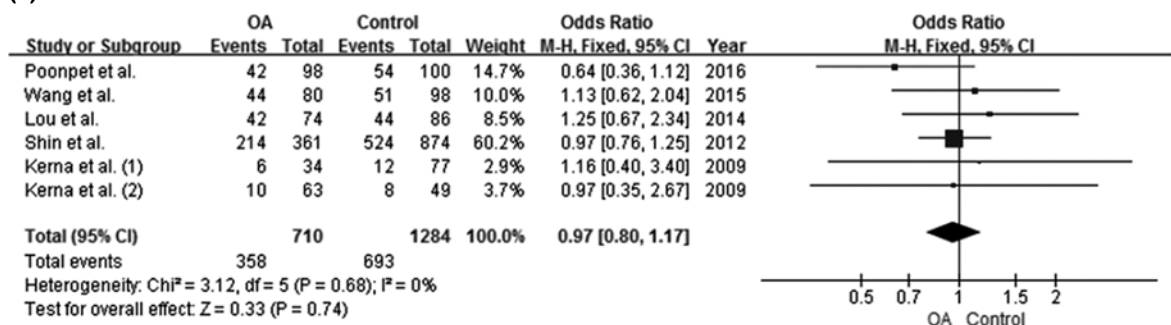 OA Control Odds Ratio Odds Ratio
Study or Subgroup Events Total Events Total Weight M-H, Fixed, 95% CI Year M-H, Fixed, 95% CI
Poonpet et al. 42 98 54 100 14.7% 0.64 [0.36, 1.12] 2016
Wang et al. 44 80 51 98 10.0% 1.13 [0.62, 2.04] 2015
Lou et al. 42 74 44 86 8.5% 1.25 [0.67, 2.34] 2014
Shin et al. 214 361 524 874 60.2% 0.97 [0.76, 1.25] 2012
Kerna et al. (1) 6 34 12 77 2.9% 1.16 [0.40, 3.40] 2009
Kerna et al. (2) 10 63 8 49 3.7% 0.97 [0.35, 2.67] 2009
Total (95% CI) 710 1284 100.0% 0.97 [0.80, 1.17]
Total events 358 693
Heterogeneity: Chi² = 3.12, df = 5 (P = 0.68); I² = 0%
Test for overall effect: Z = 0.33 (P = 0.74)
0.5 0.7 1 1.5 2
OA Control